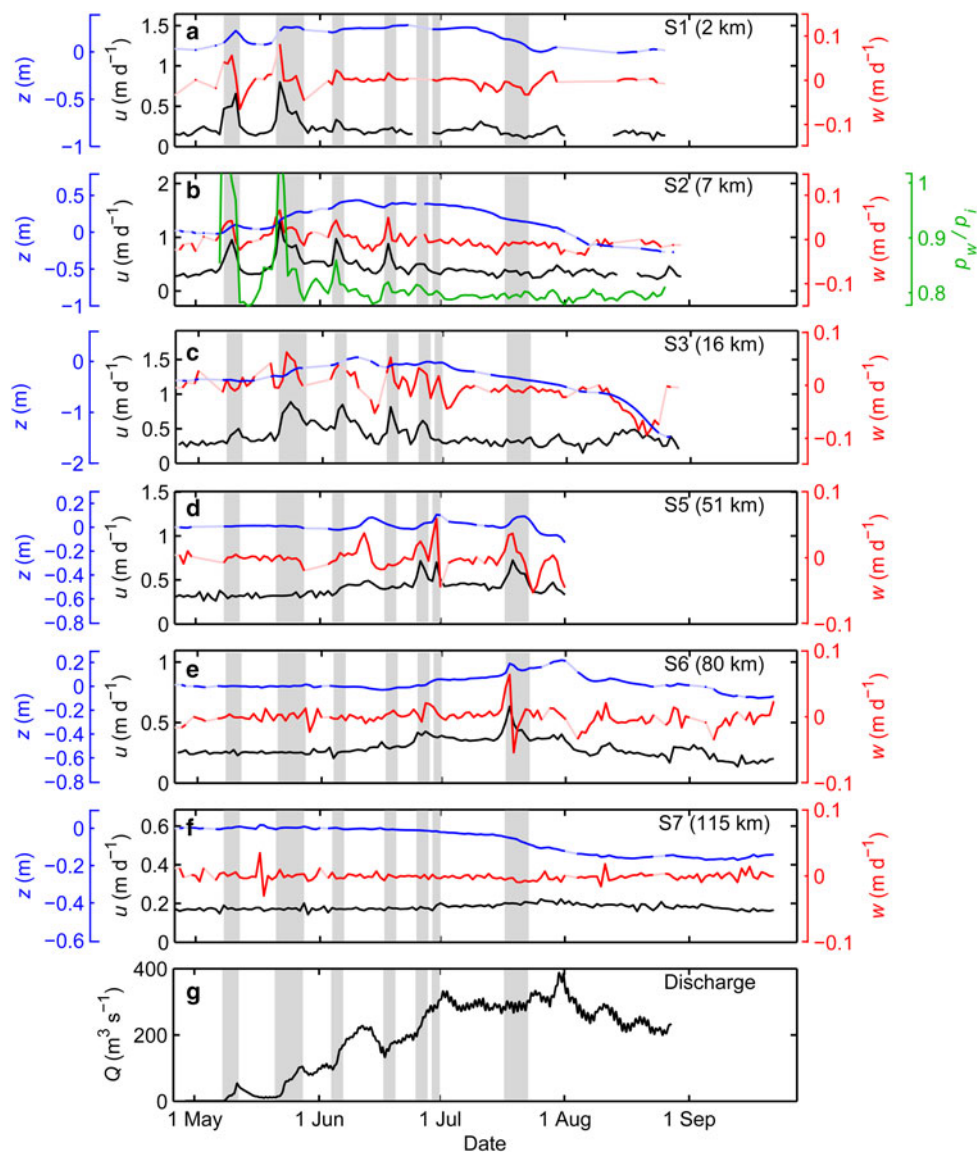 a
S1 (2 km)
1.5
1
0.5
0
0
−0.5
−1
z (m)
u (m d⁻¹)
0.1
0
−0.1
w (m d⁻¹)
b
S2 (7 km)
2
1
0
0.5
0
−0.5
−1
z (m)
u (m d⁻¹)
0.1
0
−0.1
w (m d⁻¹)
1
0.9
0.8
p_w / p_i
c
S3 (16 km)
1.5
1
0.5
0
0
−1
−2
z (m)
u (m d⁻¹)
0.1
0
−0.1
w (m d⁻¹)
d
S5 (51 km)
1.5
1
0.5
0
0.2
0
−0.2
−0.4
−0.6
−0.8
z (m)
u (m d⁻¹)
0.1
0
−0.1
w (m d⁻¹)
e
S6 (80 km)
1
0.5
0
0.2
0
−0.2
−0.4
−0.6
−0.8
z (m)
u (m d⁻¹)
0.1
0
−0.1
w (m d⁻¹)
f
S7 (115 km)
0.6
0.4
0.2
0
0
−0.2
−0.4
−0.6
z (m)
u (m d⁻¹)
0.1
0
−0.1
w (m d⁻¹)
g
Discharge
400
200
0
Q (m³ s⁻¹)
1 May 1 Jun 1 Jul 1 Aug 1 Sep
Date